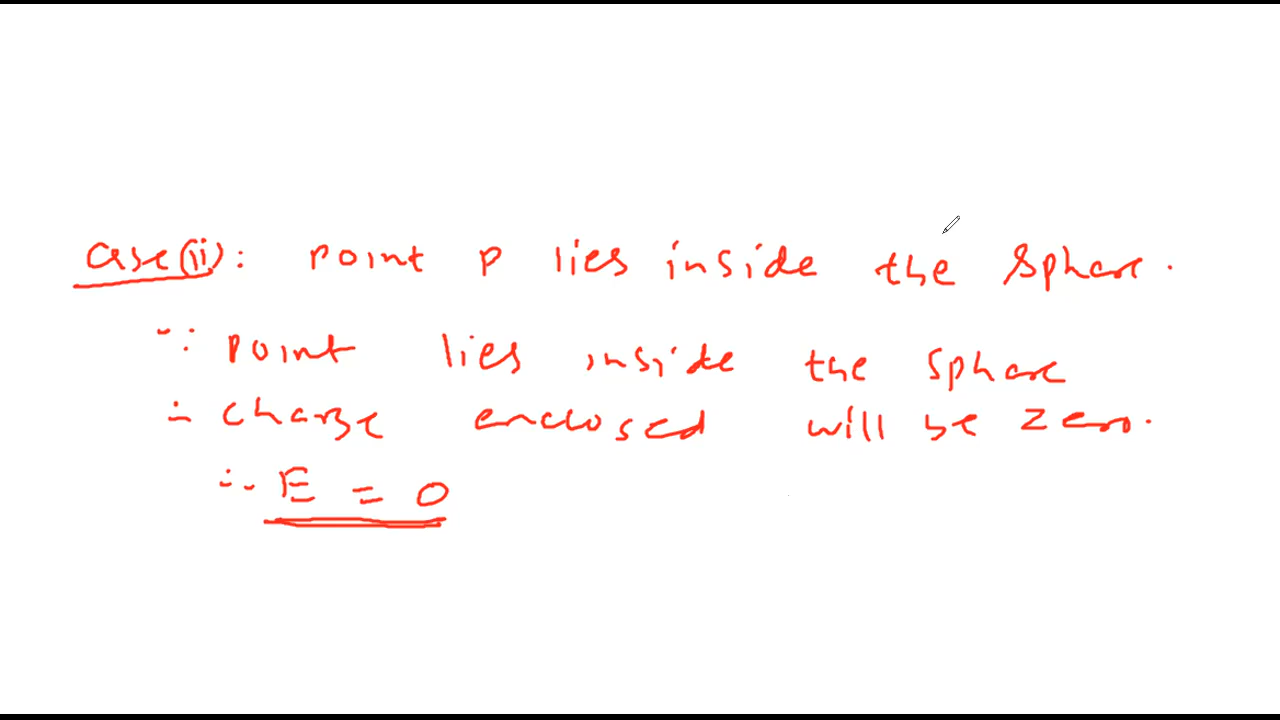 Case(ii): point P lies inside the sphere.
∵ point lies inside the sphere
∴ charge enclosed will be zero.
∴ E = 0